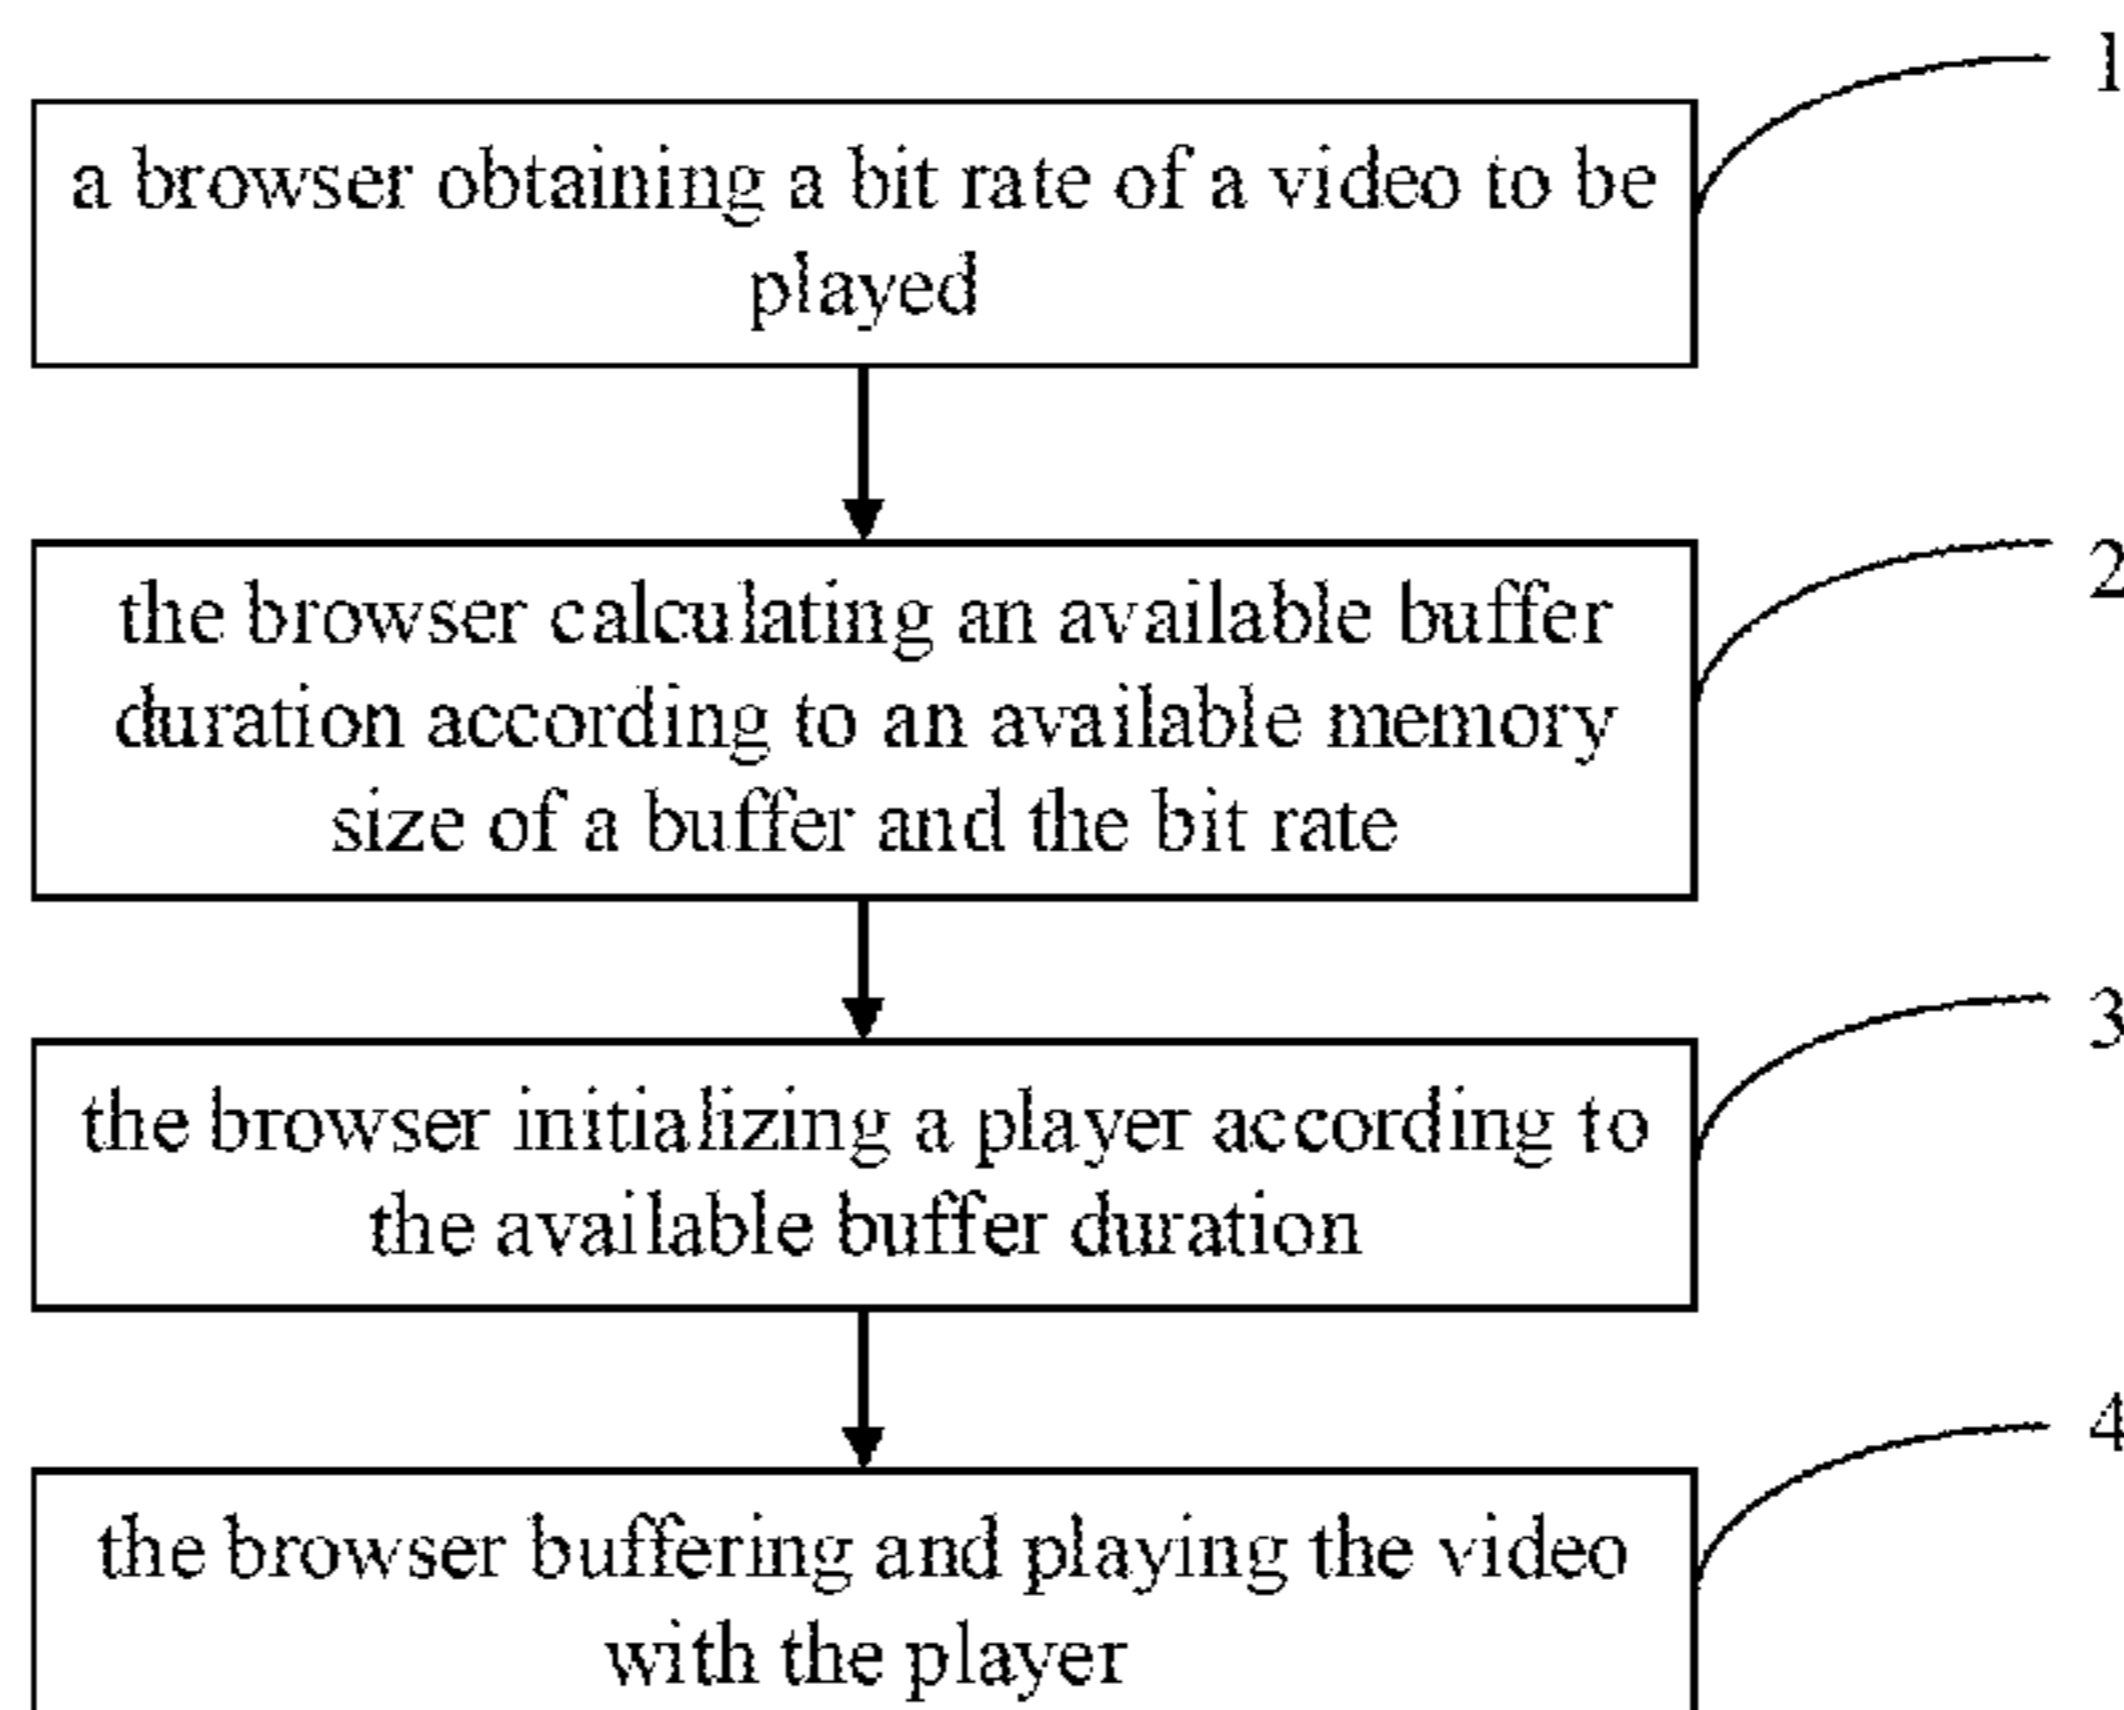 1
a browser obtaining a bit rate of a video to be
played
2
the browser calculating an available buffer
duration according to an available memory
size of a buffer and the bit rate
3
the browser initializing a player according to
the available buffer duration
4
the browser buffering and playing the video
with the player